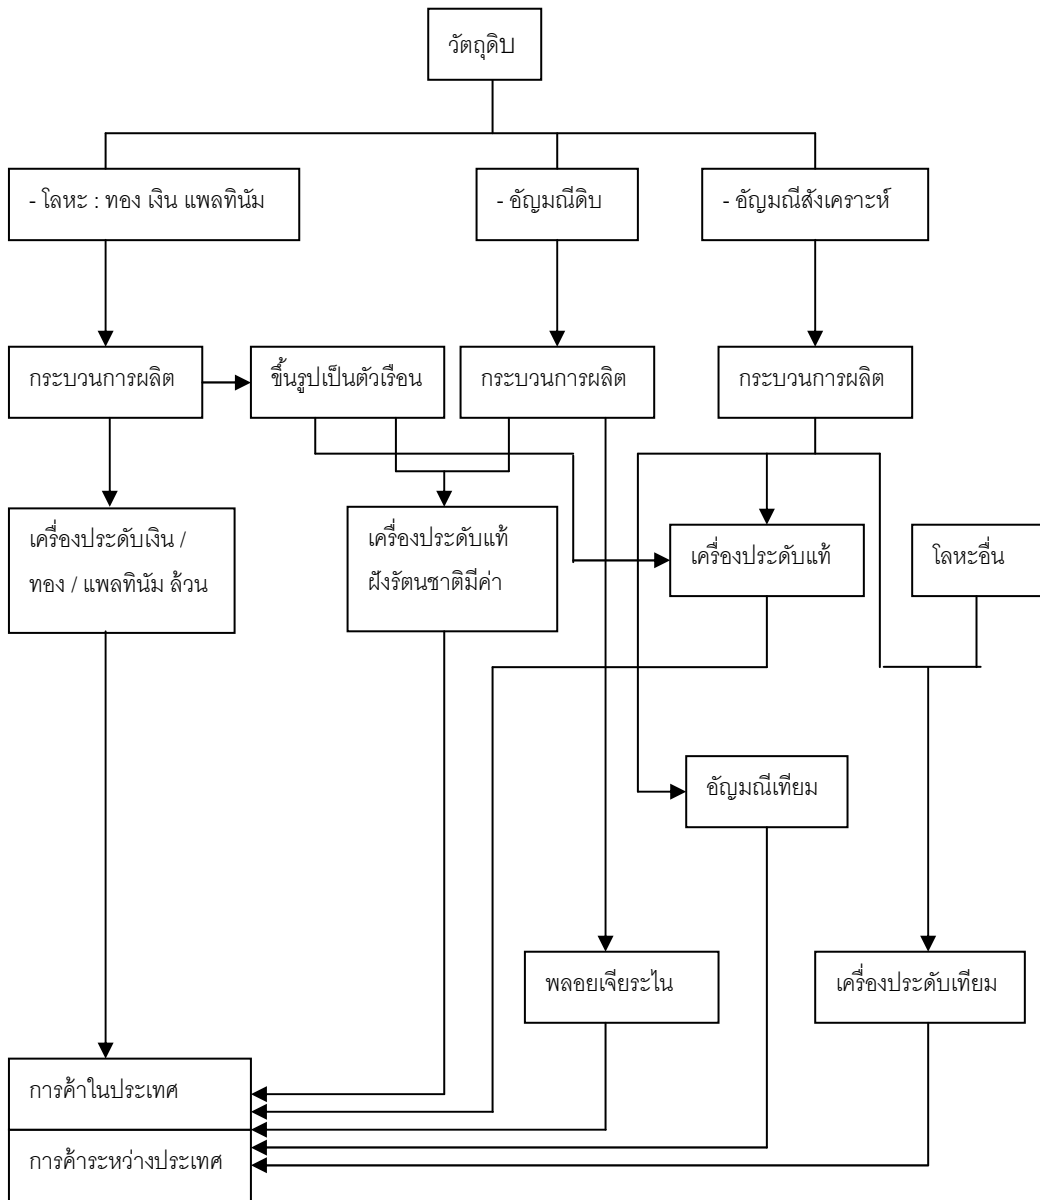 วัตถุดิบ
- โลหะ : ทอง เงิน แพลทินัม
- อัญมณีดิบ
- อัญมณีสังเคราะห์
กระบวนการผลิต
ขึ้นรูปเป็นตัวเรือน
กระบวนการผลิต
กระบวนการผลิต
เครื่องประดับเงิน /
ทอง / แพลทินัม ล้วน
เครื่องประดับแท้
ฝังรัตนชาติมีค่า
เครื่องประดับแท้
โลหะอื่น
อัญมณีเทียม
พลอยเจียระไน
เครื่องประดับเทียม
การค้าในประเทศ
การค้าระหว่างประเทศ